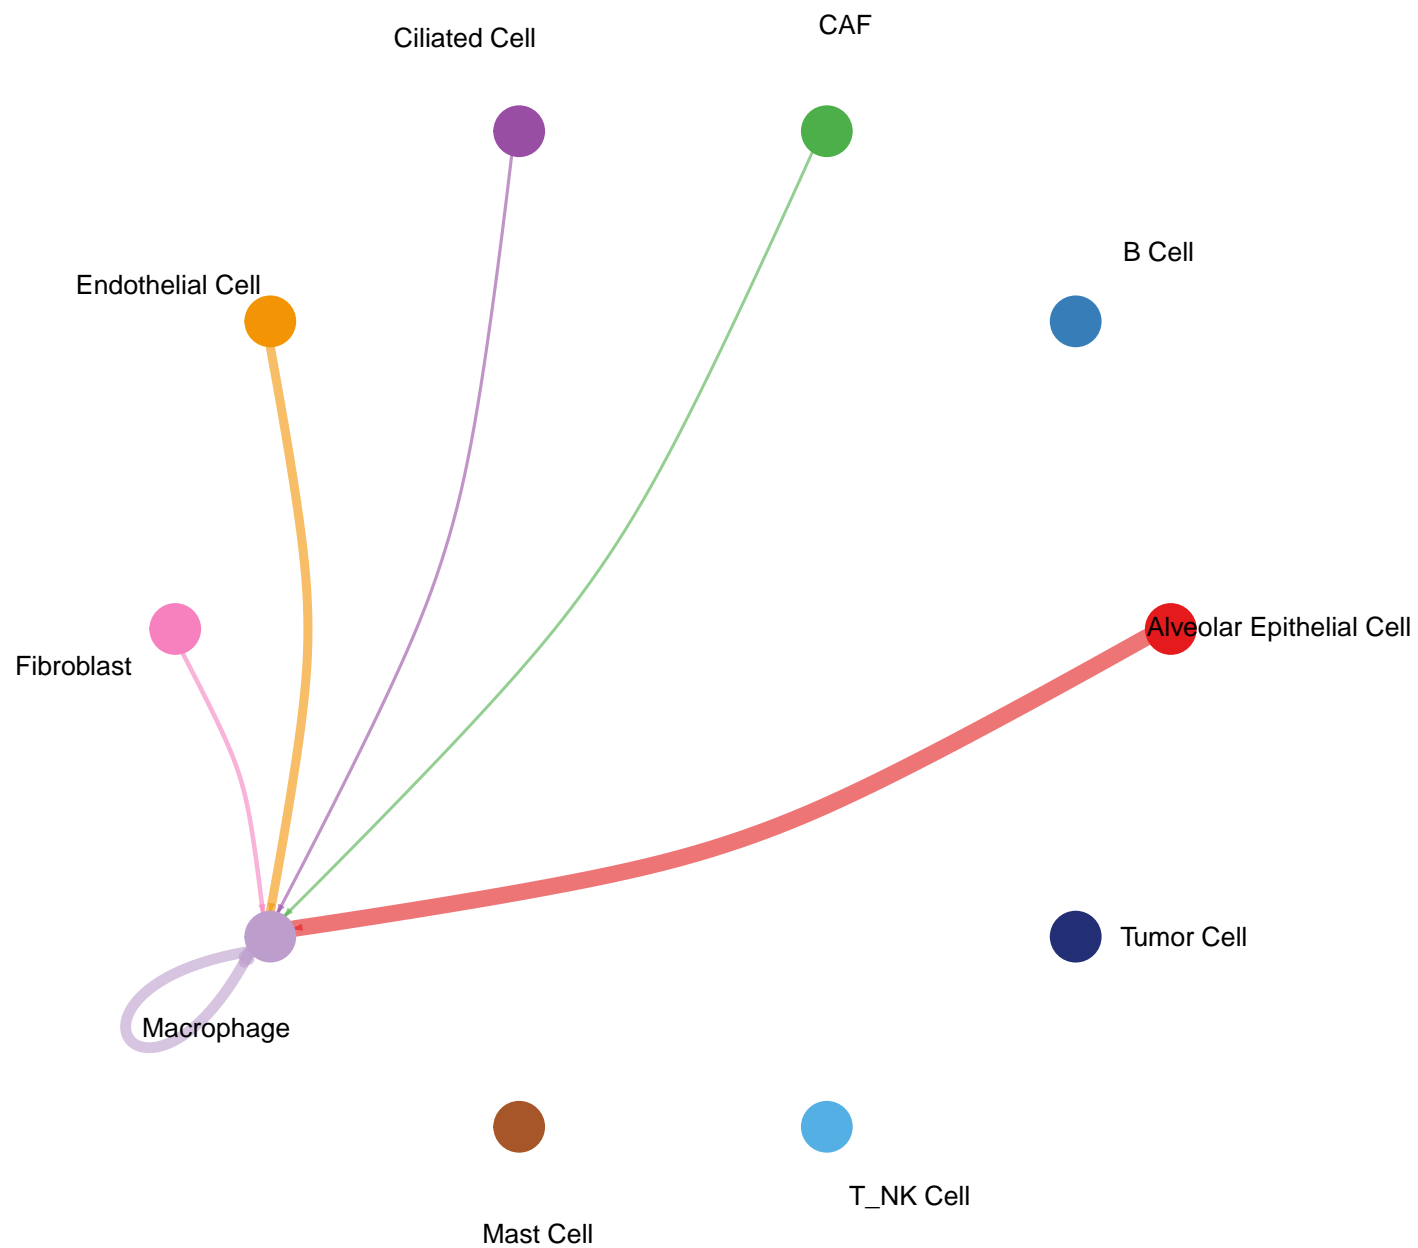 CAF
Ciliated Cell
B Cell
Endothelial Cell
Alveolar Epithelial Cell
Fibroblast
Tumor Cell
Macrophage
T_NK Cell
Mast Cell